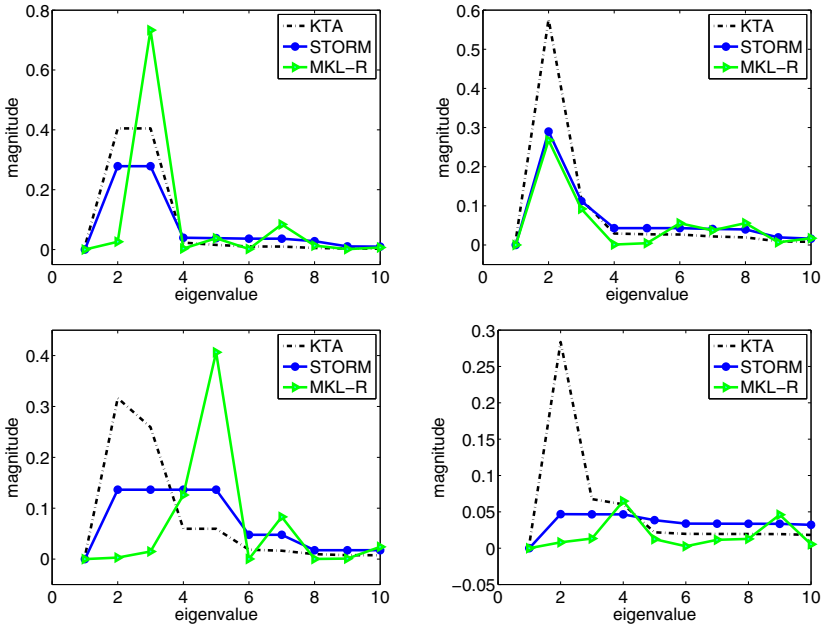 0.8
0.6
0.4
0.2
0
magnitude
0 2 4 6 8 10
eigenvalue
KTA
STORM
MKL−R
0.6
0.5
0.4
0.3
0.2
0.1
0
magnitude
0 2 4 6 8 10
eigenvalue
KTA
STORM
MKL−R
0.4
0.3
0.2
0.1
0
magnitude
0 2 4 6 8 10
eigenvalue
KTA
STORM
MKL−R
0.3
0.25
0.2
0.15
0.1
0.05
0
−0.05
magnitude
0 2 4 6 8 10
eigenvalue
KTA
STORM
MKL−R